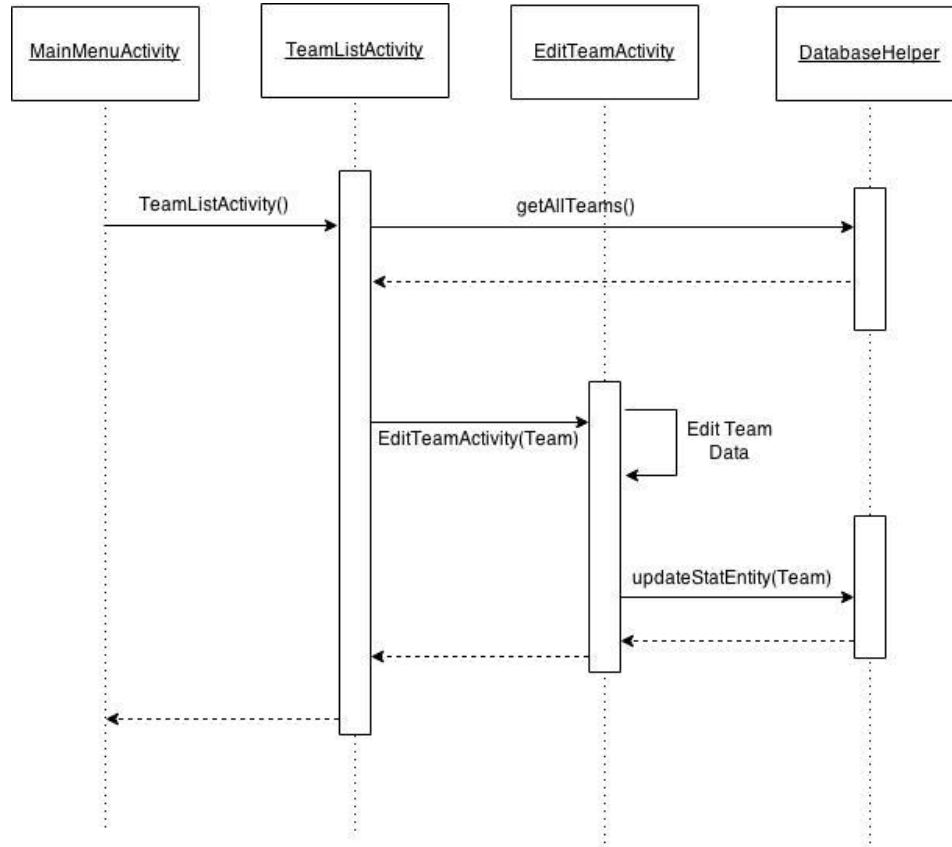 MainMenuActivity
TeamListActivity
EditTeamActivity
DatabaseHelper
TeamListActivity()
getAllTeams()
EditTeamActivity(Team)
Edit Team
Data
updateStatEntity(Team)